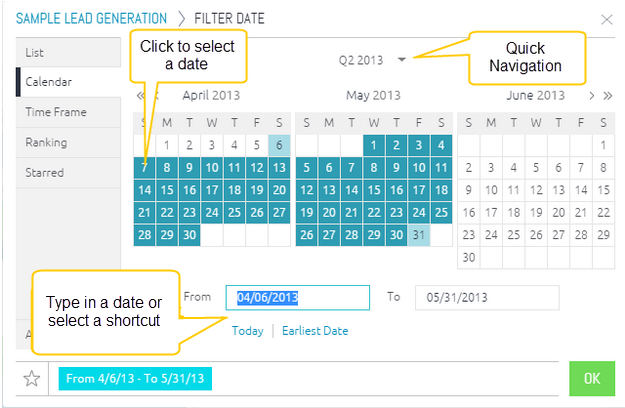 SAMPLE LEAD GENERATION > FILTER DATE ×
List
Calendar
Time Frame
Ranking
Starred
A
Click to select
a date
Q2 2013
Quick
Navigation
« ‹ April 2013 May 2013 June 2013 › »
S M T W T F S S M T W T F S S M T W T F S
1 2 3 4 5 6 1 2 3 4 1
7 8 9 10 11 12 13 5 6 7 8 9 10 11 2 3 4 5 6 7 8
14 15 16 17 18 19 20 12 13 14 15 16 17 18 9 10 11 12 13 14 15
21 22 23 24 25 26 27 19 20 21 22 23 24 25 16 17 18 19 20 21 22
28 29 30 26 27 28 29 30 31 23 24 25 26 27 28 29
30
Type in a date or
select a shortcut
From 04/06/2013 To 05/31/2013
Today | Earliest Date
From 4/6/13 - To 5/31/13
OK